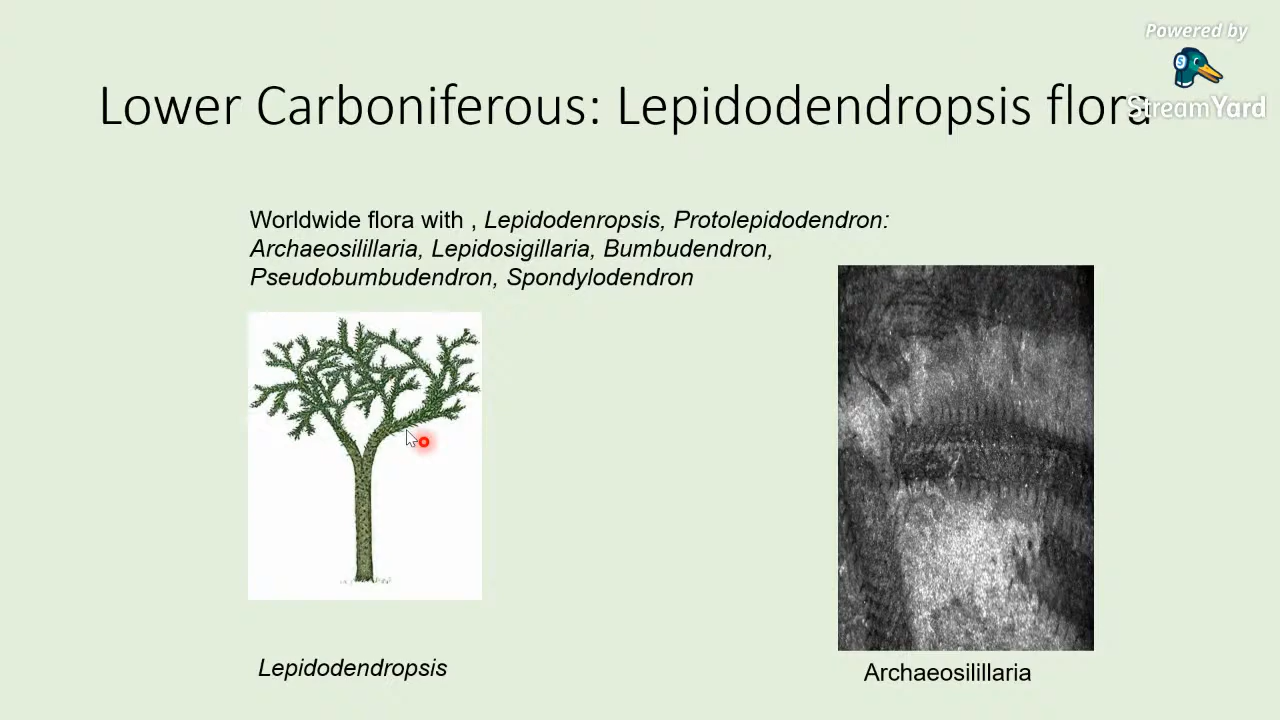 Powered by
S
StreamYard
Lower Carboniferous: Lepidodendropsis flora
Worldwide flora with , Lepidodenropsis, Protolepidodendron:
Archaeosilillaria, Lepidosigillaria, Bumbudendron,
Pseudobumbudendron, Spondylodendron
Lepidodendropsis
Archaeosilillaria